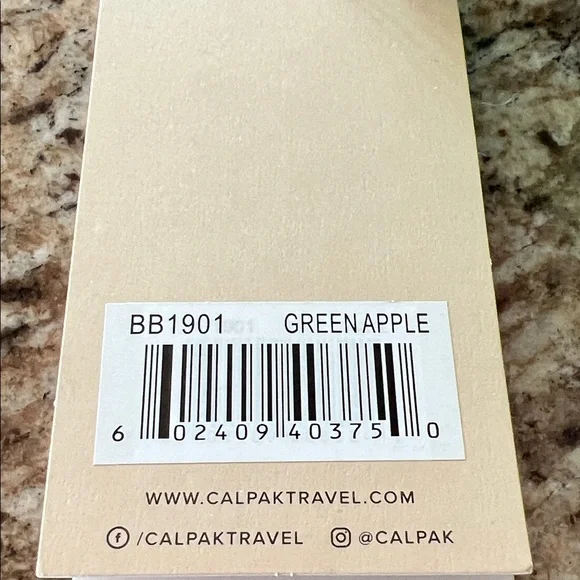 BB1901 GREEN APPLE
6 02409 40375 0
WWW.CALPAKTRAVEL.COM
/CALPAKTRAVEL @CALPAK